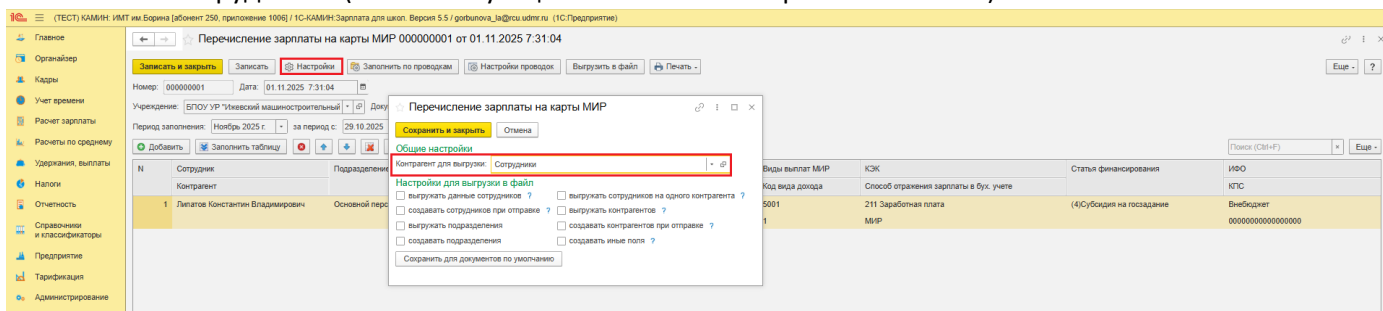 (ТЕСТ) КАМИН: ИМТ им.Борина [абонент 250, приложение 1006] / 1С-КАМИН:Зарплата для школ. Версия 5.5 / gorbunova_la@rcu.udmr.ru (1С:Предприятие)
Главное
Органайзер
Кадры
Учет времени
Расчет зарплаты
Расчеты по среднему
Удержания, выплаты
Налоги
Отчетность
Справочники
и классификаторы
Предприятие
Тарификация
Администрирование
Перечисление зарплаты на карты МИР 000000001 от 01.11.2025 7:31:04
Записать и закрыть Записать Настройки Заполнить по проводкам Настройки проводок Выгрузить в файл Печать Еще ?
Номер: 000000001 Дата: 01.11.2025 7:31:04
Учреждение: БПОУ УР "Ижевский машиностроительный Доку
Период заполнения: Ноябрь 2025 г. за период с: 29.10.2025
Добавить Заполнить таблицу Поиск (Ctrl+F) × Еще
N Сотрудник Подразделение Виды выплат МИР КЭК Статья финансирования ИФО
Контрагент Код вида дохода Способ отражения зарплаты в бух. учете КПС
1 Липатов Константин Владимирович Основной перс 5001 211 Заработная плата (4)Субсидия на госзадание Внебюджет
1 МИР 00000000000000000
Перечисление зарплаты на карты МИР
Сохранить и закрыть Отмена
Общие настройки
Контрагент для выгрузки: Сотрудники
Настройки для выгрузки в файл
выгружать данные сотрудников ? выгружать сотрудников на одного контрагента ?
создавать сотрудников при отправке ? выгружать контрагентов ?
выгружать подразделения создавать контрагентов при отправке ?
создавать подразделения создавать иные поля ?
Сохранить для документов по умолчанию